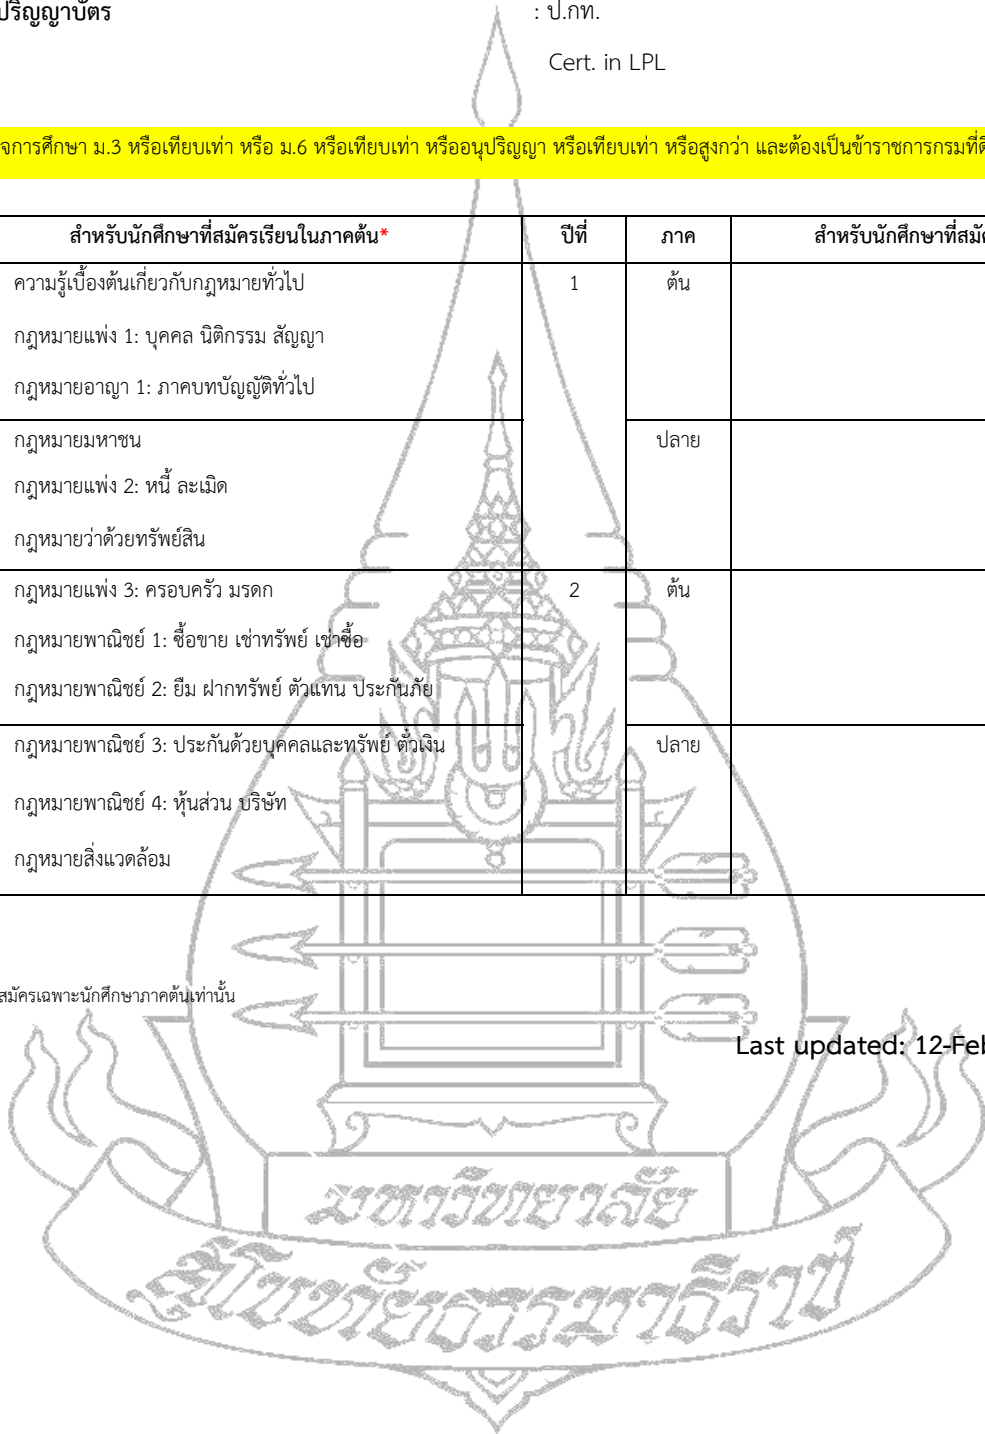 ปริญญาบัตร : ป.กท.
Cert. in LPL
จการศึกษา ม.3 หรือเทียบเท่า หรือ ม.6 หรือเทียบเท่า หรืออนุปริญญา หรือเทียบเท่า หรือสูงกว่า และต้องเป็นข้าราชการกรมที่ดิ
สำหรับนักศึกษาที่สมัครเรียนในภาคต้น* ปีที่ ภาค สำหรับนักศึกษาที่สมั
ความรู้เบื้องต้นเกี่ยวกับกฎหมายทั่วไป 1 ต้น
กฎหมายแพ่ง 1: บุคคล นิติกรรม สัญญา
กฎหมายอาญา 1: ภาคบทบัญญัติทั่วไป
กฎหมายมหาชน ปลาย
กฎหมายแพ่ง 2: หนี้ ละเมิด
กฎหมายว่าด้วยทรัพย์สิน
กฎหมายแพ่ง 3: ครอบครัว มรดก 2 ต้น
กฎหมายพาณิชย์ 1: ซื้อขาย เช่าทรัพย์ เช่าซื้อ
กฎหมายพาณิชย์ 2: ยืม ฝากทรัพย์ ตัวแทน ประกันภัย
กฎหมายพาณิชย์ 3: ประกันด้วยบุคคลและทรัพย์ ตั๋วเงิน ปลาย
กฎหมายพาณิชย์ 4: หุ้นส่วน บริษัท
กฎหมายสิ่งแวดล้อม
สมัครเฉพาะนักศึกษาภาคต้นเท่านั้น
Last updated: 12-Feb
มหาวิทยาลัย
สุโขทัยธรรมาธิราช